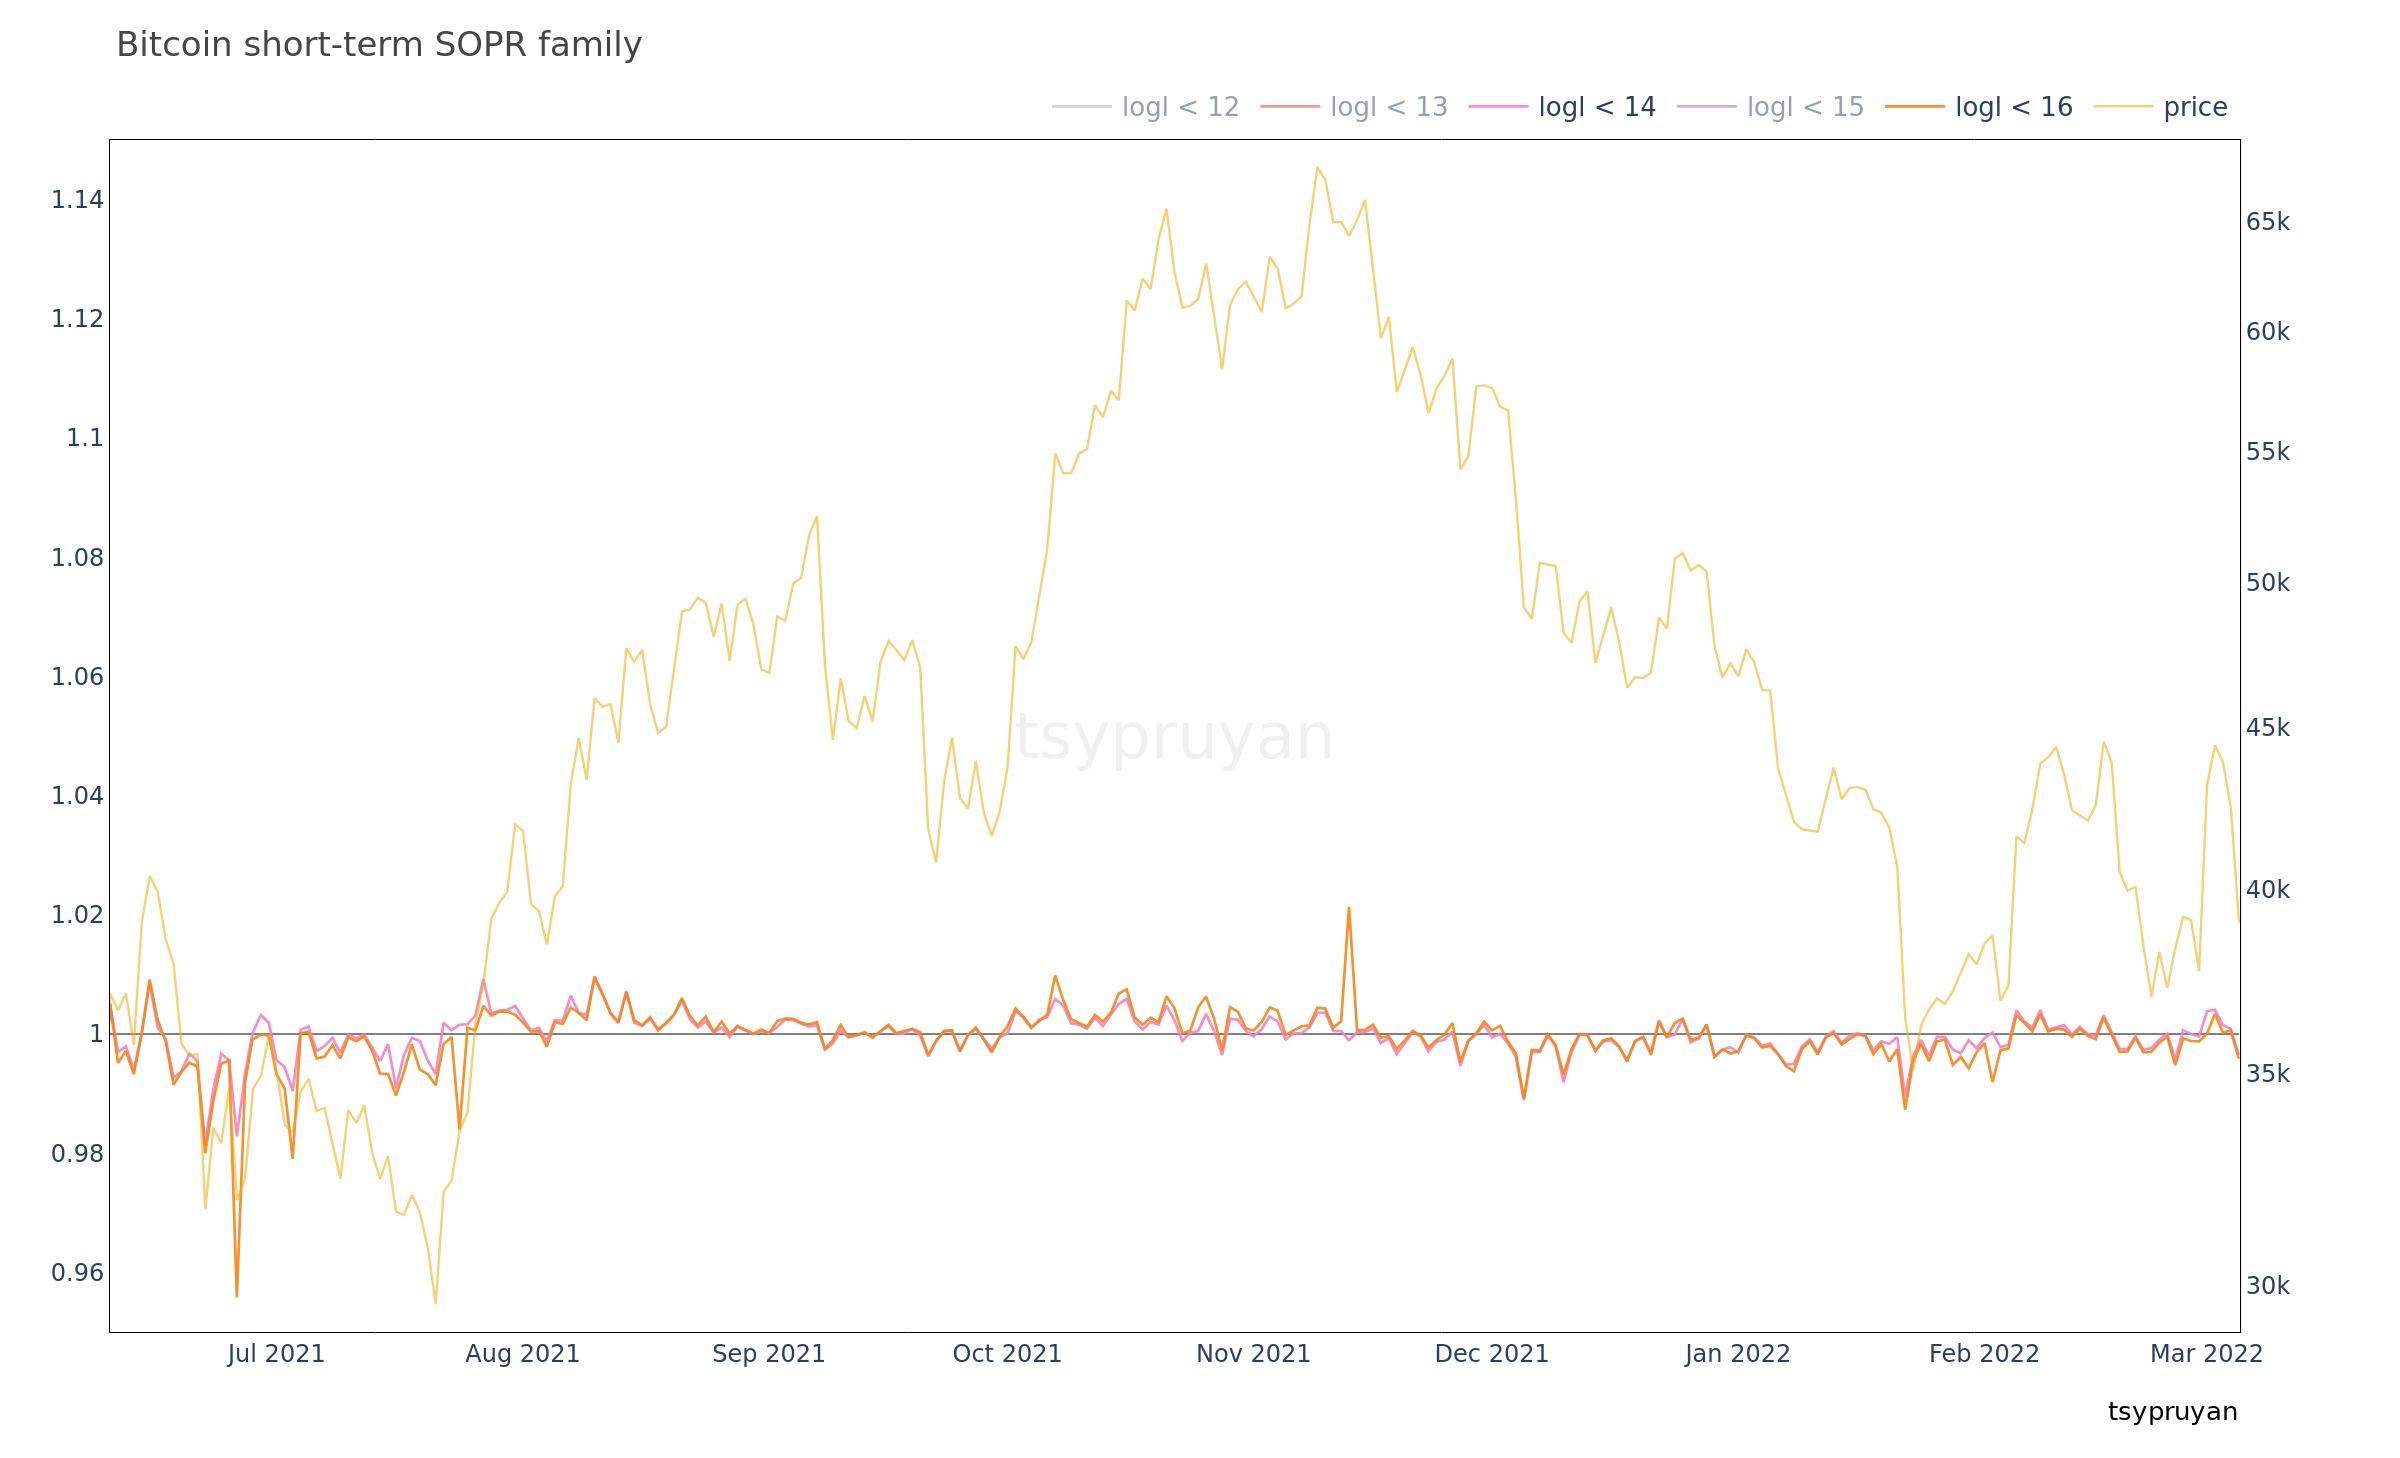 Bitcoin short-term SOPR family
logl < 12 logl < 13 logl < 14 logl < 15 logl < 16 price
1.14
1.12
1.1
1.08
1.06
1.04
1.02
1
0.98
0.96
65k
60k
55k
50k
45k
40k
35k
30k
tsypruyan
Jul 2021 Aug 2021 Sep 2021 Oct 2021 Nov 2021 Dec 2021 Jan 2022 Feb 2022 Mar 2022
tsypruyan